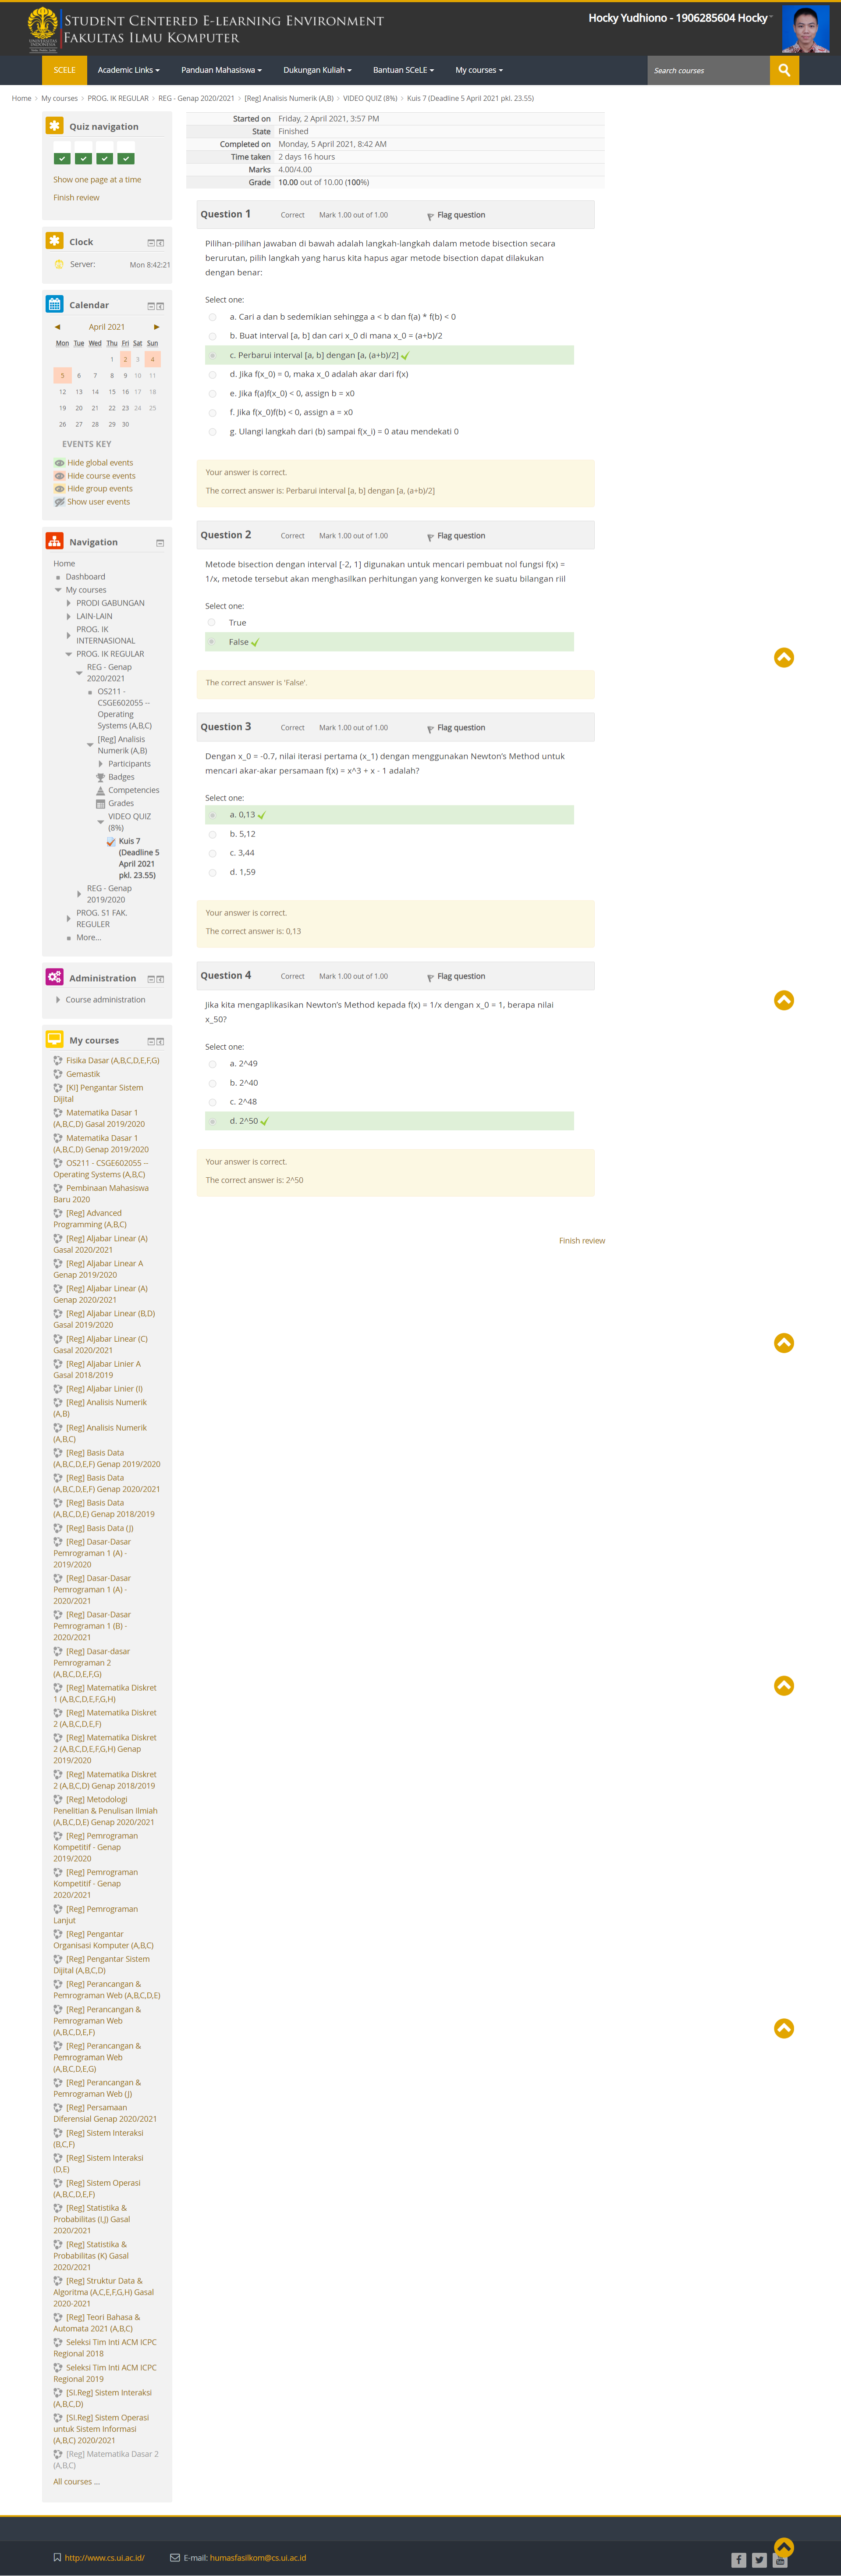 STUDENT CENTERED E-LEARNING ENVIRONMENT
FAKULTAS ILMU KOMPUTER
Hocky Yudhiono - 1906285604 Hocky
SCELE Academic Links Panduan Mahasiswa Dukungan Kuliah Bantuan SCeLE My courses Search courses
Home My courses PROG. IK REGULAR REG - Genap 2020/2021 [Reg] Analisis Numerik (A,B) VIDEO QUIZ (8%) Kuis 7 (Deadline 5 April 2021 pkl. 23.55)
Quiz navigation
Show one page at a time
Finish review
Clock
Server: Mon 8:42:21
Calendar
◄ April 2021 ►
Mon Tue Wed Thu Fri Sat Sun
1 2 3 4
5 6 7 8 9 10 11
12 13 14 15 16 17 18
19 20 21 22 23 24 25
26 27 28 29 30
EVENTS KEY
Hide global events
Hide course events
Hide group events
Show user events
Navigation
Home
Dashboard
My courses
PRODI GABUNGAN
LAIN-LAIN
PROG. IK
INTERNASIONAL
PROG. IK REGULAR
REG - Genap
2020/2021
OS211 -
CSGE602055 --
Operating
Systems (A,B,C)
[Reg] Analisis
Numerik (A,B)
Participants
Badges
Competencies
Grades
VIDEO QUIZ
(8%)
Kuis 7
(Deadline 5
April 2021
pkl. 23.55)
REG - Genap
2019/2020
PROG. S1 FAK.
REGULER
More...
Administration
Course administration
My courses
Fisika Dasar (A,B,C,D,E,F,G)
Gemastik
[KI] Pengantar Sistem
Dijital
Matematika Dasar 1
(A,B,C,D) Gasal 2019/2020
Matematika Dasar 1
(A,B,C,D) Genap 2019/2020
OS211 - CSGE602055 --
Operating Systems (A,B,C)
Pembinaan Mahasiswa
Baru 2020
[Reg] Advanced
Programming (A,B,C)
[Reg] Aljabar Linear (A)
Gasal 2020/2021
[Reg] Aljabar Linear A
Genap 2019/2020
[Reg] Aljabar Linear (A)
Genap 2020/2021
[Reg] Aljabar Linear (B,D)
Gasal 2019/2020
[Reg] Aljabar Linear (C)
Gasal 2020/2021
[Reg] Aljabar Linier A
Gasal 2018/2019
[Reg] Aljabar Linier (I)
[Reg] Analisis Numerik
(A,B)
[Reg] Analisis Numerik
(A,B,C)
[Reg] Basis Data
(A,B,C,D,E,F) Genap 2019/2020
[Reg] Basis Data
(A,B,C,D,E,F) Genap 2020/2021
[Reg] Basis Data
(A,B,C,D,E) Genap 2018/2019
[Reg] Basis Data (J)
[Reg] Dasar-Dasar
Pemrograman 1 (A) -
2019/2020
[Reg] Dasar-Dasar
Pemrograman 1 (A) -
2020/2021
[Reg] Dasar-Dasar
Pemrograman 1 (B) -
2020/2021
[Reg] Dasar-dasar
Pemrograman 2
(A,B,C,D,E,F,G)
[Reg] Matematika Diskret
1 (A,B,C,D,E,F,G,H)
[Reg] Matematika Diskret
2 (A,B,C,D,E,F)
[Reg] Matematika Diskret
2 (A,B,C,D,E,F,G,H) Genap
2019/2020
[Reg] Matematika Diskret
2 (A,B,C,D) Genap 2018/2019
[Reg] Metodologi
Penelitian & Penulisan Ilmiah
(A,B,C,D,E) Genap 2020/2021
[Reg] Pemrograman
Kompetitif - Genap
2019/2020
[Reg] Pemrograman
Kompetitif - Genap
2020/2021
[Reg] Pemrograman
Lanjut
[Reg] Pengantar
Organisasi Komputer (A,B,C)
[Reg] Pengantar Sistem
Dijital (A,B,C,D)
[Reg] Perancangan &
Pemrograman Web (A,B,C,D,E)
[Reg] Perancangan &
Pemrograman Web
(A,B,C,D,E,F)
[Reg] Perancangan &
Pemrograman Web
(A,B,C,D,E,G)
[Reg] Perancangan &
Pemrograman Web (J)
[Reg] Persamaan
Diferensial Genap 2020/2021
[Reg] Sistem Interaksi
(B,C,F)
[Reg] Sistem Interaksi
(D,E)
[Reg] Sistem Operasi
(A,B,C,D,E,F)
[Reg] Statistika &
Probabilitas (I,J) Gasal
2020/2021
[Reg] Statistika &
Probabilitas (K) Gasal
2020/2021
[Reg] Struktur Data &
Algoritma (A,C,E,F,G,H) Gasal
2020-2021
[Reg] Teori Bahasa &
Automata 2021 (A,B,C)
Seleksi Tim Inti ACM ICPC
Regional 2018
Seleksi Tim Inti ACM ICPC
Regional 2019
[SI.Reg] Sistem Interaksi
(A,B,C,D)
[SI.Reg] Sistem Operasi
untuk Sistem Informasi
(A,B,C) 2020/2021
[Reg] Matematika Dasar 2
(A,B,C)
All courses ...
Started on Friday, 2 April 2021, 3:57 PM
State Finished
Completed on Monday, 5 April 2021, 8:42 AM
Time taken 2 days 16 hours
Marks 4.00/4.00
Grade 10.00 out of 10.00 (100%)
Question 1 Correct Mark 1.00 out of 1.00 Flag question
Pilihan-pilihan jawaban di bawah adalah langkah-langkah dalam metode bisection secara
berurutan, pilih langkah yang harus kita hapus agar metode bisection dapat dilakukan
dengan benar:
Select one:
a. Cari a dan b sedemikian sehingga a < b dan f(a) * f(b) < 0
b. Buat interval [a, b] dan cari x_0 di mana x_0 = (a+b)/2
c. Perbarui interval [a, b] dengan [a, (a+b)/2]
d. Jika f(x_0) = 0, maka x_0 adalah akar dari f(x)
e. Jika f(a)f(x_0) < 0, assign b = x0
f. Jika f(x_0)f(b) < 0, assign a = x0
g. Ulangi langkah dari (b) sampai f(x_i) = 0 atau mendekati 0
Your answer is correct.
The correct answer is: Perbarui interval [a, b] dengan [a, (a+b)/2]
Question 2 Correct Mark 1.00 out of 1.00 Flag question
Metode bisection dengan interval [-2, 1] digunakan untuk mencari pembuat nol fungsi f(x) =
1/x, metode tersebut akan menghasilkan perhitungan yang konvergen ke suatu bilangan riil
Select one:
True
False
The correct answer is 'False'.
Question 3 Correct Mark 1.00 out of 1.00 Flag question
Dengan x_0 = -0.7, nilai iterasi pertama (x_1) dengan menggunakan Newton's Method untuk
mencari akar-akar persamaan f(x) = x^3 + x - 1 adalah?
Select one:
a. 0,13
b. 5,12
c. 3,44
d. 1,59
Your answer is correct.
The correct answer is: 0,13
Question 4 Correct Mark 1.00 out of 1.00 Flag question
Jika kita mengaplikasikan Newton's Method kepada f(x) = 1/x dengan x_0 = 1, berapa nilai
x_50?
Select one:
a. 2^49
b. 2^40
c. 2^48
d. 2^50
Your answer is correct.
The correct answer is: 2^50
Finish review
http://www.cs.ui.ac.id/ E-mail: humasfasilkom@cs.ui.ac.id